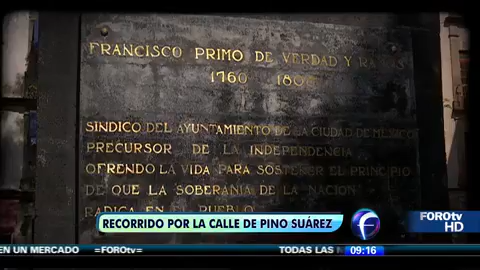 FRANCISCO PRIMO DE VERDAD Y RAMOS
1760 1808
SINDICO DEL AYUNTAMIENTO DE LA CIUDAD DE MEXICO
PRECURSOR DE LA INDEPENDENCIA
OFRENDO LA VIDA PARA SOSTENER EL PRINCIPIO
DE QUE LA SOBERANIA DE LA NACION
RADICA EN EL PUEBLO
RECORRIDO POR LA CALLE DE PINO SUÁREZ
FOROtv
HD
EN UN MERCADO FOROtv
09:16
TODAS LAS N
FOROtv